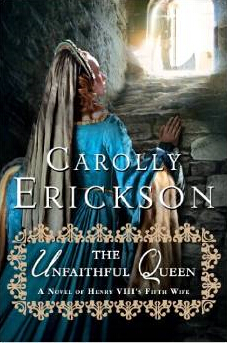 CAROLLY
ERICKSON
THE
UNFAITHFUL QUEEN
A NOVEL OF HENRY VIII'S FIFTH WIFE